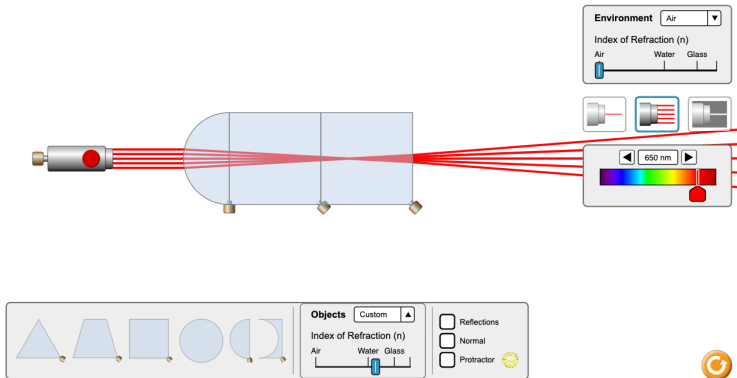 Environment Air
Index of Refraction (n)
Air Water Glass
650 nm
Objects Custom
Index of Refraction (n)
Air Water Glass
Reflections
Normal
Protractor